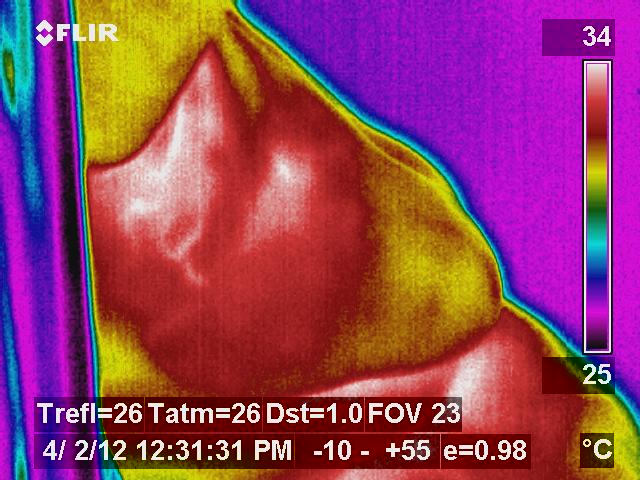 FLIR
34
25
Trefl=26 Tatm=26 Dst=1.0 FOV 23
4/ 2/12 12:31:31 PM -10 - +55 e=0.98 °C